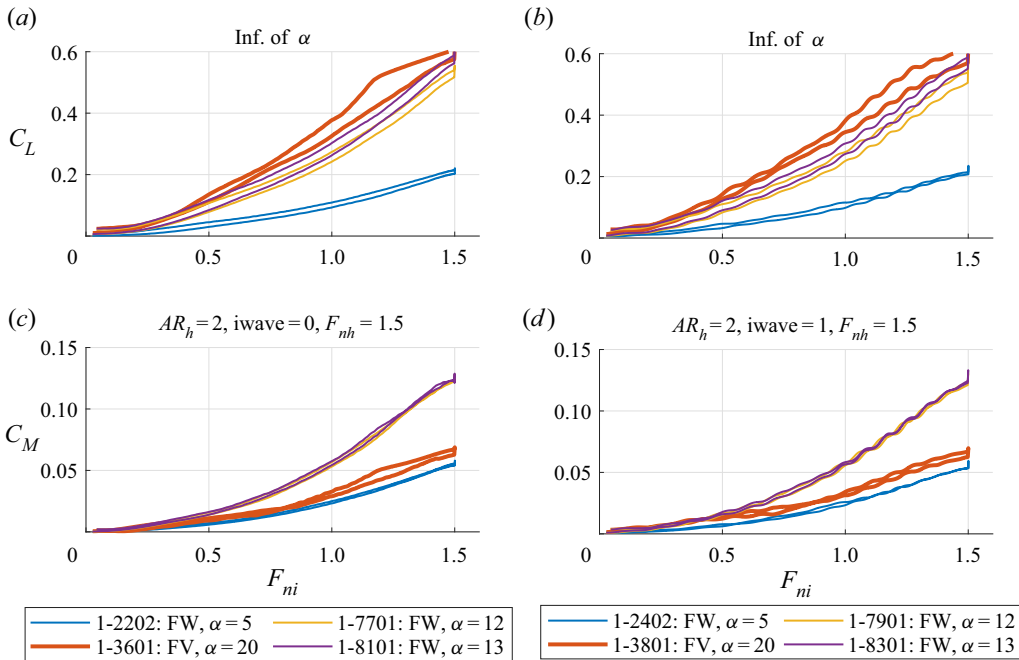 (a)
Inf. of α
0.6
0.4
0.2
C_L
0
0.5
1.0
1.5
(b)
Inf. of α
0.6
0.4
0.2
0
0.5
1.0
1.5
(c)
AR_h = 2, iwave = 0, F_nh = 1.5
0.15
0.10
0.05
C_M
0
0.5
1.0
1.5
F_ni
(d)
AR_h = 2, iwave = 1, F_nh = 1.5
0.15
0.10
0.05
0
0.5
1.0
1.5
F_ni
1-2202: FW, α = 5
1-7701: FW, α = 12
1-3601: FV, α = 20
1-8101: FW, α = 13
1-2402: FW, α = 5
1-7901: FW, α = 12
1-3801: FV, α = 20
1-8301: FW, α = 13